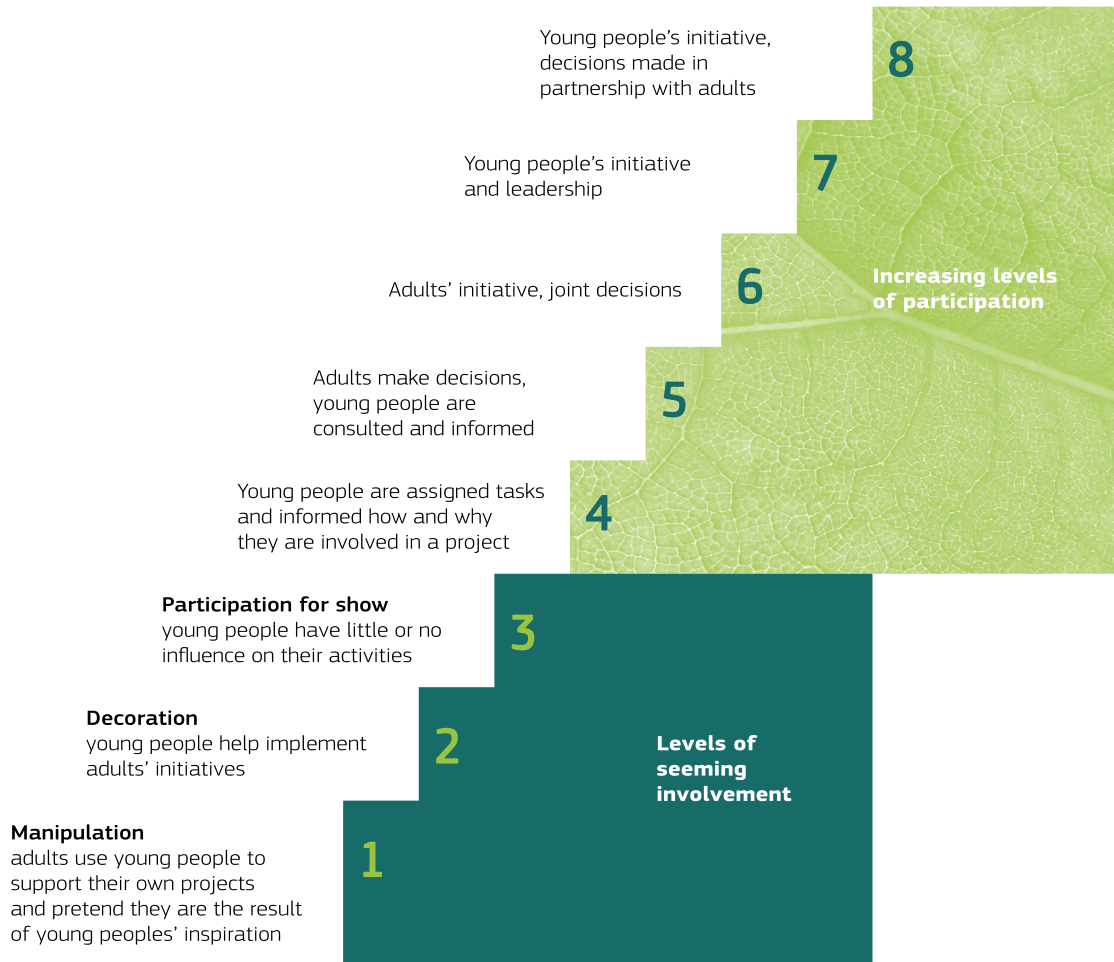 Young people’s initiative,
decisions made in
partnership with adults
8
Young people’s initiative
and leadership
7
Adults’ initiative, joint decisions
6
Increasing levels
of participation
Adults make decisions,
young people are
consulted and informed
5
Young people are assigned tasks
and informed how and why
they are involved in a project
4
Participation for show
young people have little or no
influence on their activities
3
Decoration
young people help implement
adults’ initiatives
2
Levels of
seeming
involvement
Manipulation
adults use young people to
support their own projects
and pretend they are the result
of young peoples’ inspiration
1